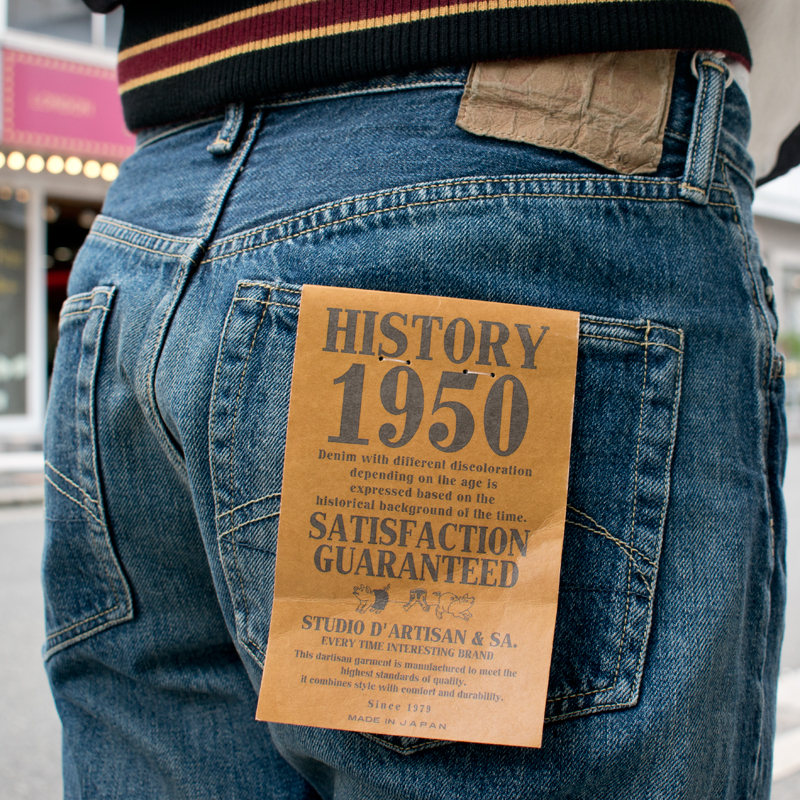 HISTORY
1950
Denim with different discoloration
depending on the age is
expressed based on the
historical background of the time.
SATISFACTION
GUARANTEED
STUDIO D'ARTISAN & SA.
EVERY TIME INTERESTING BRAND
This dartisan garment is manufactured to meet the
highest standards of quality.
it combines style with comfort and durability.
Since 1979
MADE IN JAPAN